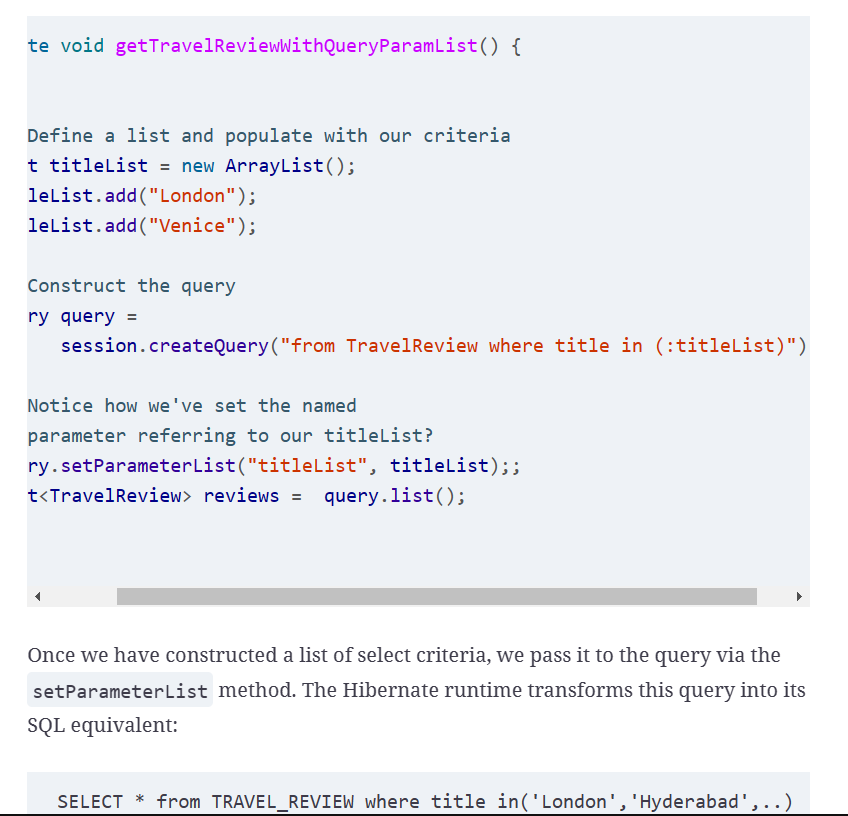 te void getTravelReviewWithQueryParamList() {
Define a list and populate with our criteria
t titleList = new ArrayList();
leList.add("London");
leList.add("Venice");
Construct the query
ry query =
session.createQuery("from TravelReview where title in (:titleList)")
Notice how we've set the named
parameter referring to our titleList?
ry.setParameterList("titleList", titleList);;
t<TravelReview> reviews =  query.list();
Once we have constructed a list of select criteria, we pass it to the query via the
setParameterList method. The Hibernate runtime transforms this query into its
SQL equivalent:
SELECT * from TRAVEL_REVIEW where title in('London','Hyderabad',..)